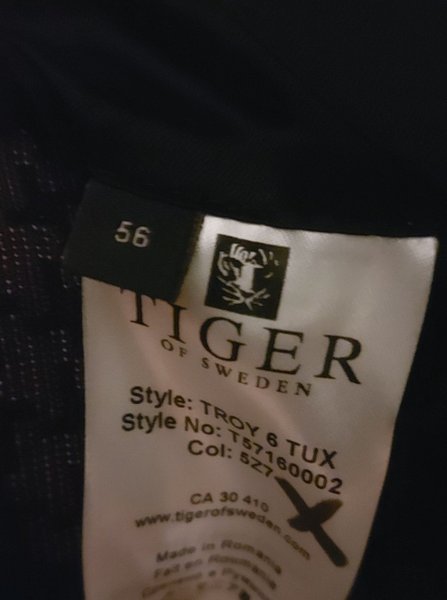 56
TIGER
OF SWEDEN
Style: TROY 6 TUX
Style No: T57160002
Col: 527
CA 30 410
www.tigerofsweden.com
Made in Romania
Fait en Roumanie